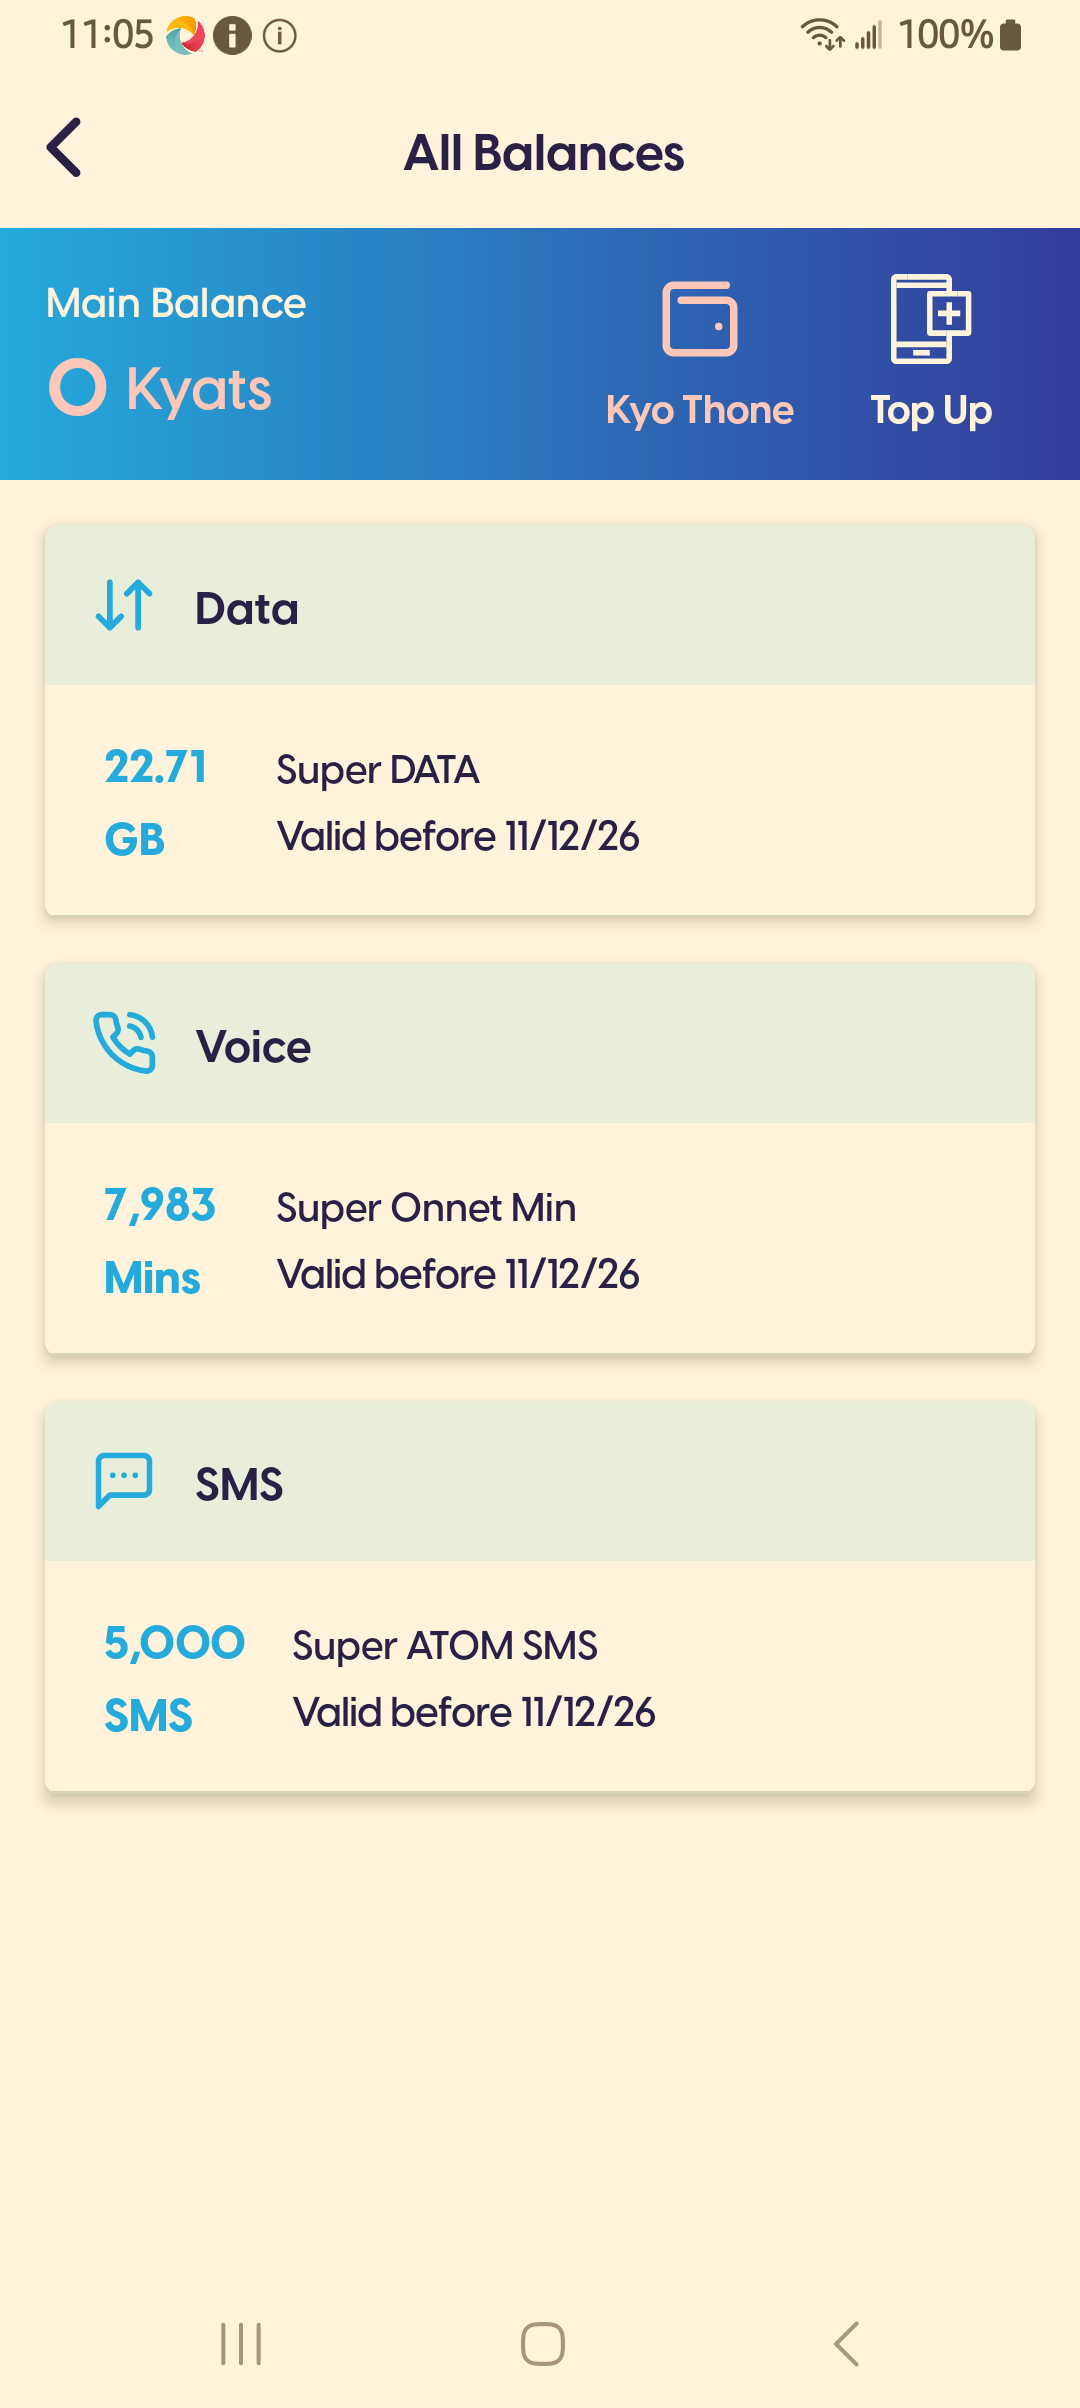 11:05
100%
All Balances
Main Balance
0 Kyats
Kyo Thone
Top Up
Data
22.71
GB
Super DATA
Valid before 11/12/26
Voice
7,983
Mins
Super Onnet Min
Valid before 11/12/26
SMS
5,000
SMS
Super ATOM SMS
Valid before 11/12/26